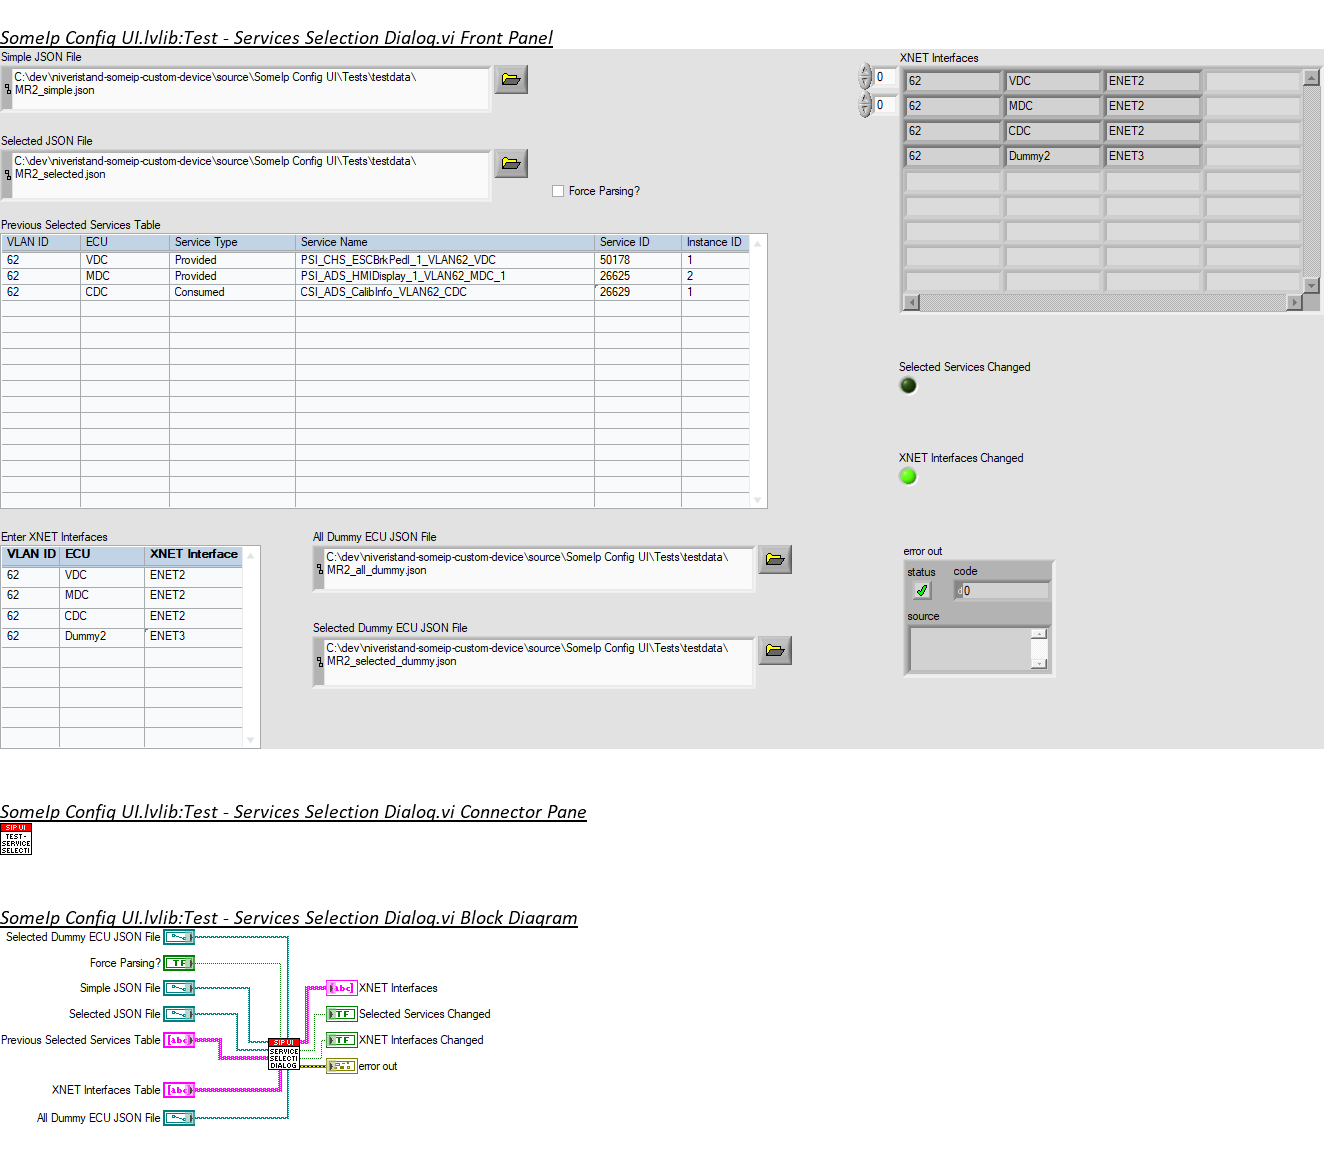 SomeIp Config UI.lvlib:Test - Services Selection Dialog.vi Front Panel
Simple JSON File
C:\dev\niveristand-someip-custom-device\source\SomeIp Config UI\Tests\testdata\
MR2_simple.json
Selected JSON File
C:\dev\niveristand-someip-custom-device\source\SomeIp Config UI\Tests\testdata\
MR2_selected.json
Force Parsing?
Previous Selected Services Table
VLAN ID ECU Service Type Service Name Service ID Instance ID
62 VDC Provided PSI_CHS_ESCBrkPedl_1_VLAN62_VDC 50178 1
62 MDC Provided PSI_ADS_HMIDisplay_1_VLAN62_MDC_1 26625 2
62 CDC Consumed CSI_ADS_CalibInfo_VLAN62_CDC 26629 1
Enter XNET Interfaces
VLAN ID ECU XNET Interface
62 VDC ENET2
62 MDC ENET2
62 CDC ENET2
62 Dummy2 ENET3
All Dummy ECU JSON File
C:\dev\niveristand-someip-custom-device\source\SomeIp Config UI\Tests\testdata\
MR2_all_dummy.json
Selected Dummy ECU JSON File
C:\dev\niveristand-someip-custom-device\source\SomeIp Config UI\Tests\testdata\
MR2_selected_dummy.json
XNET Interfaces
0
0
62 VDC ENET2
62 MDC ENET2
62 CDC ENET2
62 Dummy2 ENET3
Selected Services Changed
XNET Interfaces Changed
error out
status code
d0
source
SomeIp Config UI.lvlib:Test - Services Selection Dialog.vi Connector Pane
SIP UI
TEST -
SERVICE
SELECTI
SomeIp Config UI.lvlib:Test - Services Selection Dialog.vi Block Diagram
Selected Dummy ECU JSON File
Force Parsing? TF
Simple JSON File
Selected JSON File
Previous Selected Services Table [abc]
XNET Interfaces Table [abc]
All Dummy ECU JSON File
SIP UI
SERVICE
SELECTI
DIALOG
[abc] XNET Interfaces
TF Selected Services Changed
TF XNET Interfaces Changed
error out